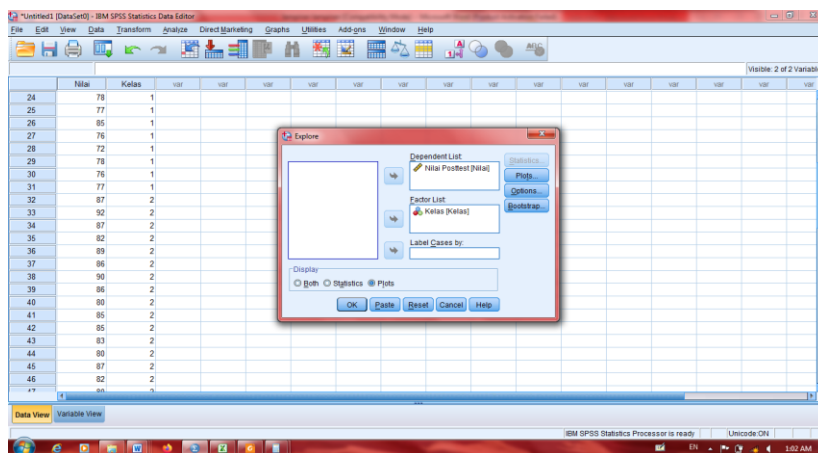 *Untitled1 [DataSet0] - IBM SPSS Statistics Data Editor
File Edit View Data Transform Analyze Direct Marketing Graphs Utilities Add-ons Window Help
Visible: 2 of 2 Variable
Nilai Kelas var var var var var var var var var var var var var
24 78 1
25 77 1
26 85 1
27 76 1
28 72 1
29 78 1
30 76 1
31 77 1
32 87 2
33 92 2
34 87 2
35 82 2
36 89 2
37 86 2
38 90 2
39 86 2
40 80 2
41 85 2
42 85 2
43 83 2
44 80 2
45 87 2
46 82 2
Explore
Dependent List:
Nilai Posttest [Nilai]
Factor List:
Kelas [Kelas]
Label Cases by:
Statistics...
Plots...
Options...
Bootstrap...
Display
Both Statistics Plots
OK Paste Reset Cancel Help
Data View Variable View
IBM SPSS Statistics Processor is ready Unicode:ON
EN 1:02 AM